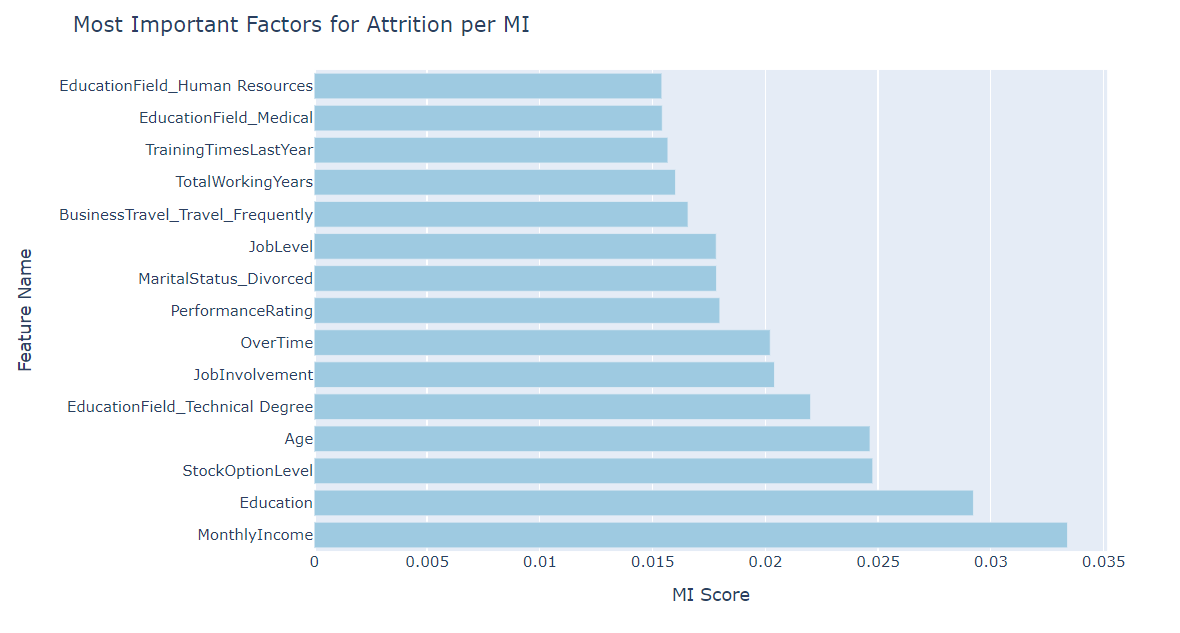 Most Important Factors for Attrition per MI
Feature Name
EducationField_Human Resources
EducationField_Medical
TrainingTimesLastYear
TotalWorkingYears
BusinessTravel_Travel_Frequently
JobLevel
MaritalStatus_Divorced
PerformanceRating
OverTime
JobInvolvement
EducationField_Technical Degree
Age
StockOptionLevel
Education
MonthlyIncome
0 0.005 0.01 0.015 0.02 0.025 0.03 0.035
MI Score